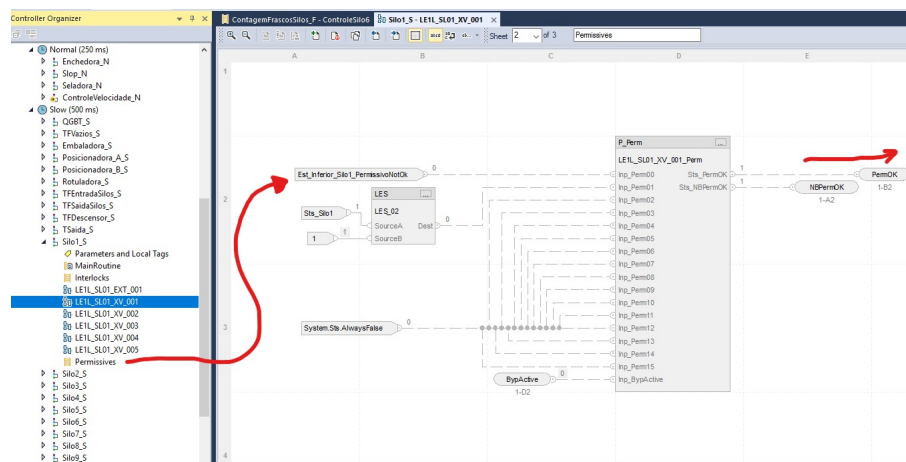 Controller Organizer
Normal (250 ms)
Enchedora_N
Slop_N
Seladora_N
ControleVelocidade_N
Slow (500 ms)
QGBT_S
TFVazios_S
Embaladora_S
Posicionadora_A_S
Posicionadora_B_S
Rotuladora_S
TFEntradaSilos_S
TFSaidaSilos_S
TFDescensor_S
TSaida_S
Silo1_S
Parameters and Local Tags
MainRoutine
Interlocks
LE1L_SL01_EXT_001
LE1L_SL01_XV_001
LE1L_SL01_XV_002
LE1L_SL01_XV_003
LE1L_SL01_XV_004
LE1L_SL01_XV_005
Permissives
Silo2_S
Silo3_S
Silo4_S
Silo5_S
Silo6_S
Silo7_S
Silo8_S
Silo9_S
ContagemFrascosSilos_F - ControleSilo6
Silo1_S - LE1L_SL01_XV_001
Sheet 2 of 3 Permissives
A B C D E
1
2
3
4
Est_Inferior_Silo1_PermissivoNotOk 0
LES
LES_02
Sts_Silo1 1
SourceA Dest 0
1 1
SourceB
System.Sts.AlwaysFalse 0
BypActive 0
1-D2
P_Perm
LE1L_SL01_XV_001_Perm
Inp_Perm00 Sts_PermOK 1
Inp_Perm01 Sts_NBPermOK 1
Inp_Perm02
Inp_Perm03
Inp_Perm04
Inp_Perm05
Inp_Perm06
Inp_Perm07
Inp_Perm08
Inp_Perm09
Inp_Perm10
Inp_Perm11
Inp_Perm12
Inp_Perm13
Inp_Perm14
Inp_Perm15
Inp_BypActive
PermOK
1-B2
NBPermOK
1-A2